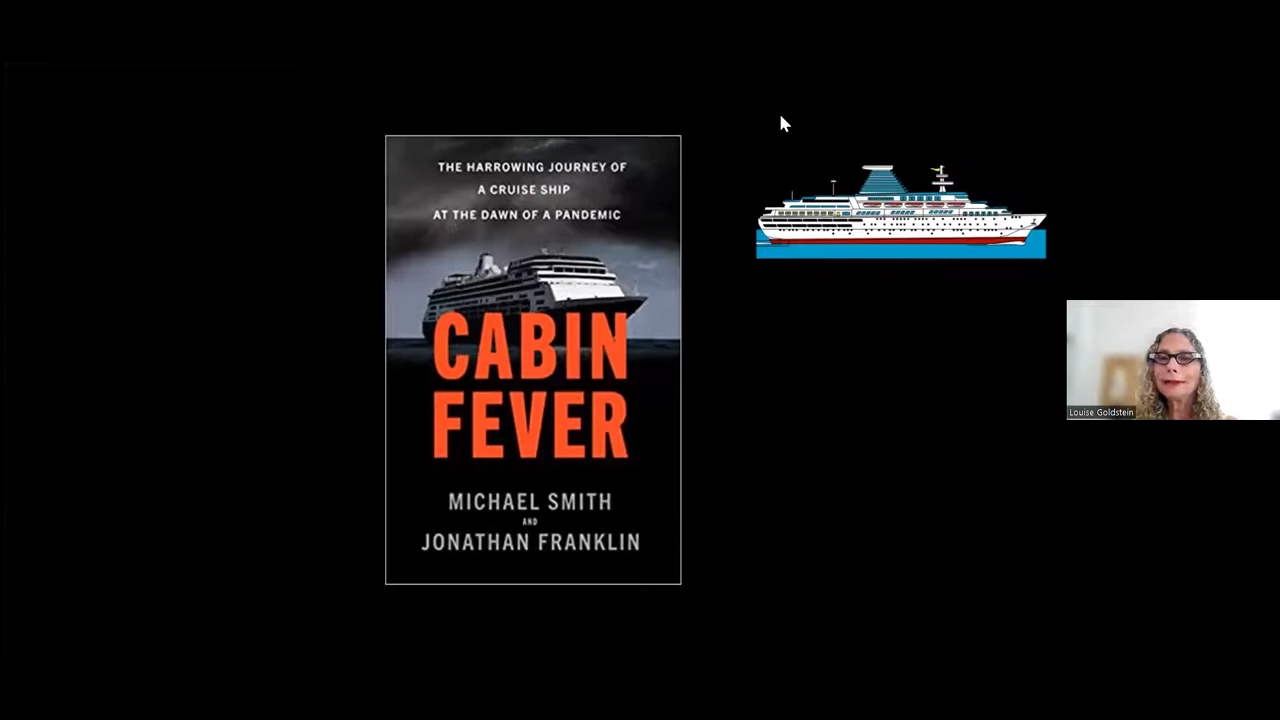 THE HARROWING JOURNEY OF
A CRUISE SHIP
AT THE DAWN OF A PANDEMIC
CABIN
FEVER
MICHAEL SMITH
AND
JONATHAN FRANKLIN
Louise Goldstein